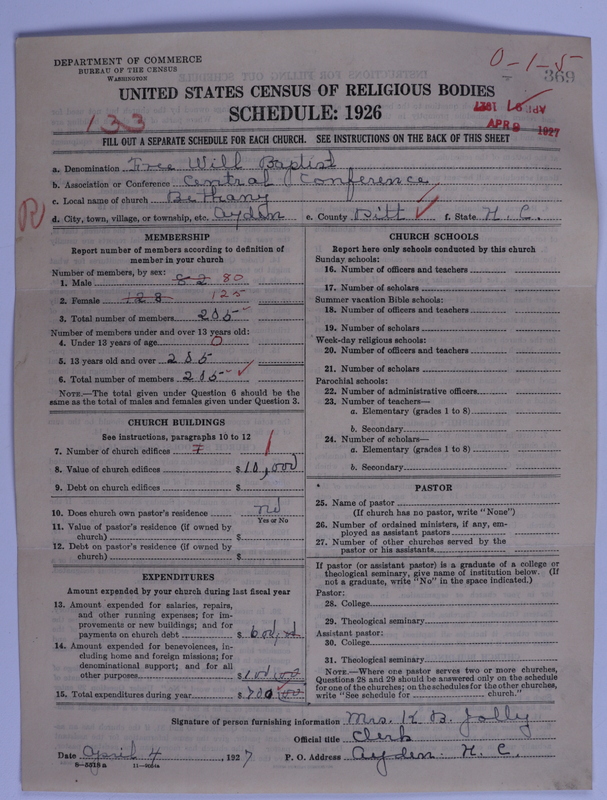 DEPARTMENT OF COMMERCE
BUREAU OF THE CENSUS
WASHINGTON
0-1-5
369
UNITED STATES CENSUS OF RELIGIOUS BODIES
SCHEDULE: 1926
133
APR 9 1927
FILL OUT A SEPARATE SCHEDULE FOR EACH CHURCH. SEE INSTRUCTIONS ON THE BACK OF THIS SHEET
a. Denomination Free Will Baptist
b. Association or Conference Central Conference
c. Local name of church Bethany
d. City, town, village, or township, etc. Ayden e. County Pitt f. State N. C.
R
MEMBERSHIP
Report number of members according to definition of
member in your church
Number of members, by sex:
1. Male 82 80
2. Female 128 125
3. Total number of members 205
Number of members under and over 13 years old:
4. Under 13 years of age 0
5. 13 years old and over 205
6. Total number of members 205
NOTE.—The total given under Question 6 should be
same as the total of males and females given under Question 3.
CHURCH BUILDINGS
See instructions, paragraphs 10 to 12
7. Number of church edifices 1
8. Value of church edifices $10,000
9. Debt on church edifices $
10. Does church own pastor's residence no
Yes or No
11. Value of pastor's residence (if owned by
church) $
12. Debt on pastor's residence (if owned by
church) $
EXPENDITURES
Amount expended by your church during last fiscal year
13. Amount expended for salaries, repairs,
and other running expenses; for im-
provements or new buildings; and for
payments on church debt $600,00
14. Amount expended for benevolences, in-
cluding home and foreign missions; for
denominational support; and for all
other purposes $100,00
15. Total expenditures during year $700,00
CHURCH SCHOOLS
Report here only schools conducted by this church
Sunday schools:
16. Number of officers and teachers
17. Number of scholars
Summer vacation Bible schools:
18. Number of officers and teachers
19. Number of scholars
Week-day religious schools:
20. Number of officers and teachers
21. Number of scholars
Parochial schools:
22. Number of administrative officers
23. Number of teachers—
a. Elementary (grades 1 to 8)
b. Secondary
24. Number of scholars—
a. Elementary (grades 1 to 8)
b. Secondary
PASTOR
25. Name of pastor
(If church has no pastor, write "None")
26. Number of ordained ministers, if any, em-
ployed as assistant pastors
27. Number of other churches served by the
pastor or his assistants
If pastor (or assistant pastor) is a graduate of a college or
theological seminary, give name of institution below. (If
not a graduate, write "No" in the space indicated.)
Pastor:
28. College
29. Theological seminary
Assistant pastor:
30. College
31. Theological seminary
NOTE.—Where one pastor serves two or more churches,
Questions 28 and 29 should be answered only on the schedule
for one of the churches; on the schedules for the other churches,
write "See schedule for church."
Signature of person furnishing information Mrs. K. B. Jolly
Official title Clerk
Date April 4, 1927 P. O. Address Ayden N. C.